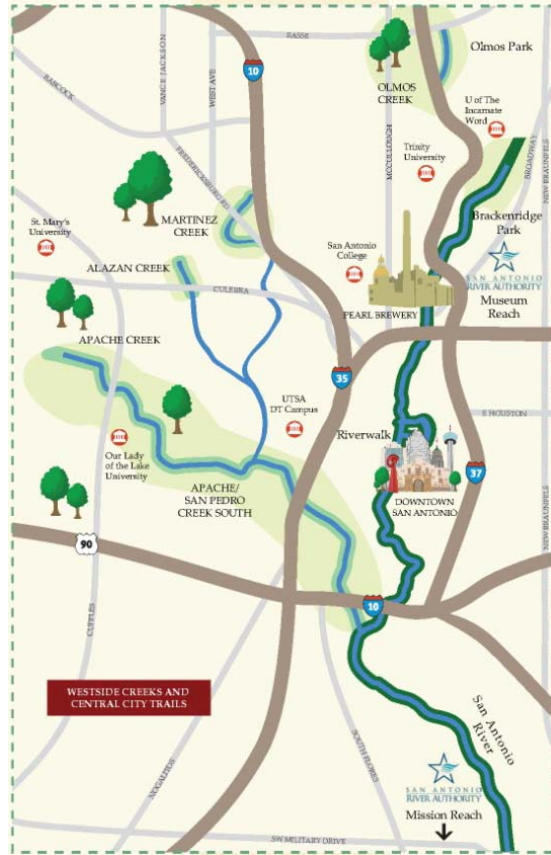 BASSE
Olmos Park
VANCE JACKSON
WEST AVE
10
OLMOS
CREEK
BABCOCK
U of The
Incarnate
Word
MCCULLOUGH
BROADWAY
NEW BRAUNFELS
FREDERICKSBURG RD
Trinity
University
St. Mary's
University
MARTINEZ
CREEK
Brackenridge
Park
San Antonio
College
ALAZAN CREEK
SAN ANTONIO
RIVER AUTHORITY
CULEBRA
Museum
Reach
PEARL BREWERY
APACHE CREEK
35
UTSA
DT Campus
E HOUSTON
Riverwalk
Our Lady
of the Lake
University
37
APACHE/
SAN PEDRO
CREEK SOUTH
DOWNTOWN
SAN ANTONIO
90
NEW BRAUNFELS
10
CUPPLES
WESTSIDE CREEKS AND
CENTRAL CITY TRAILS
San Antonio
River
NOGALITOS
SOUTH FLORES
SAN ANTONIO
RIVER AUTHORITY
Mission Reach
SW MILITARY DRIVE